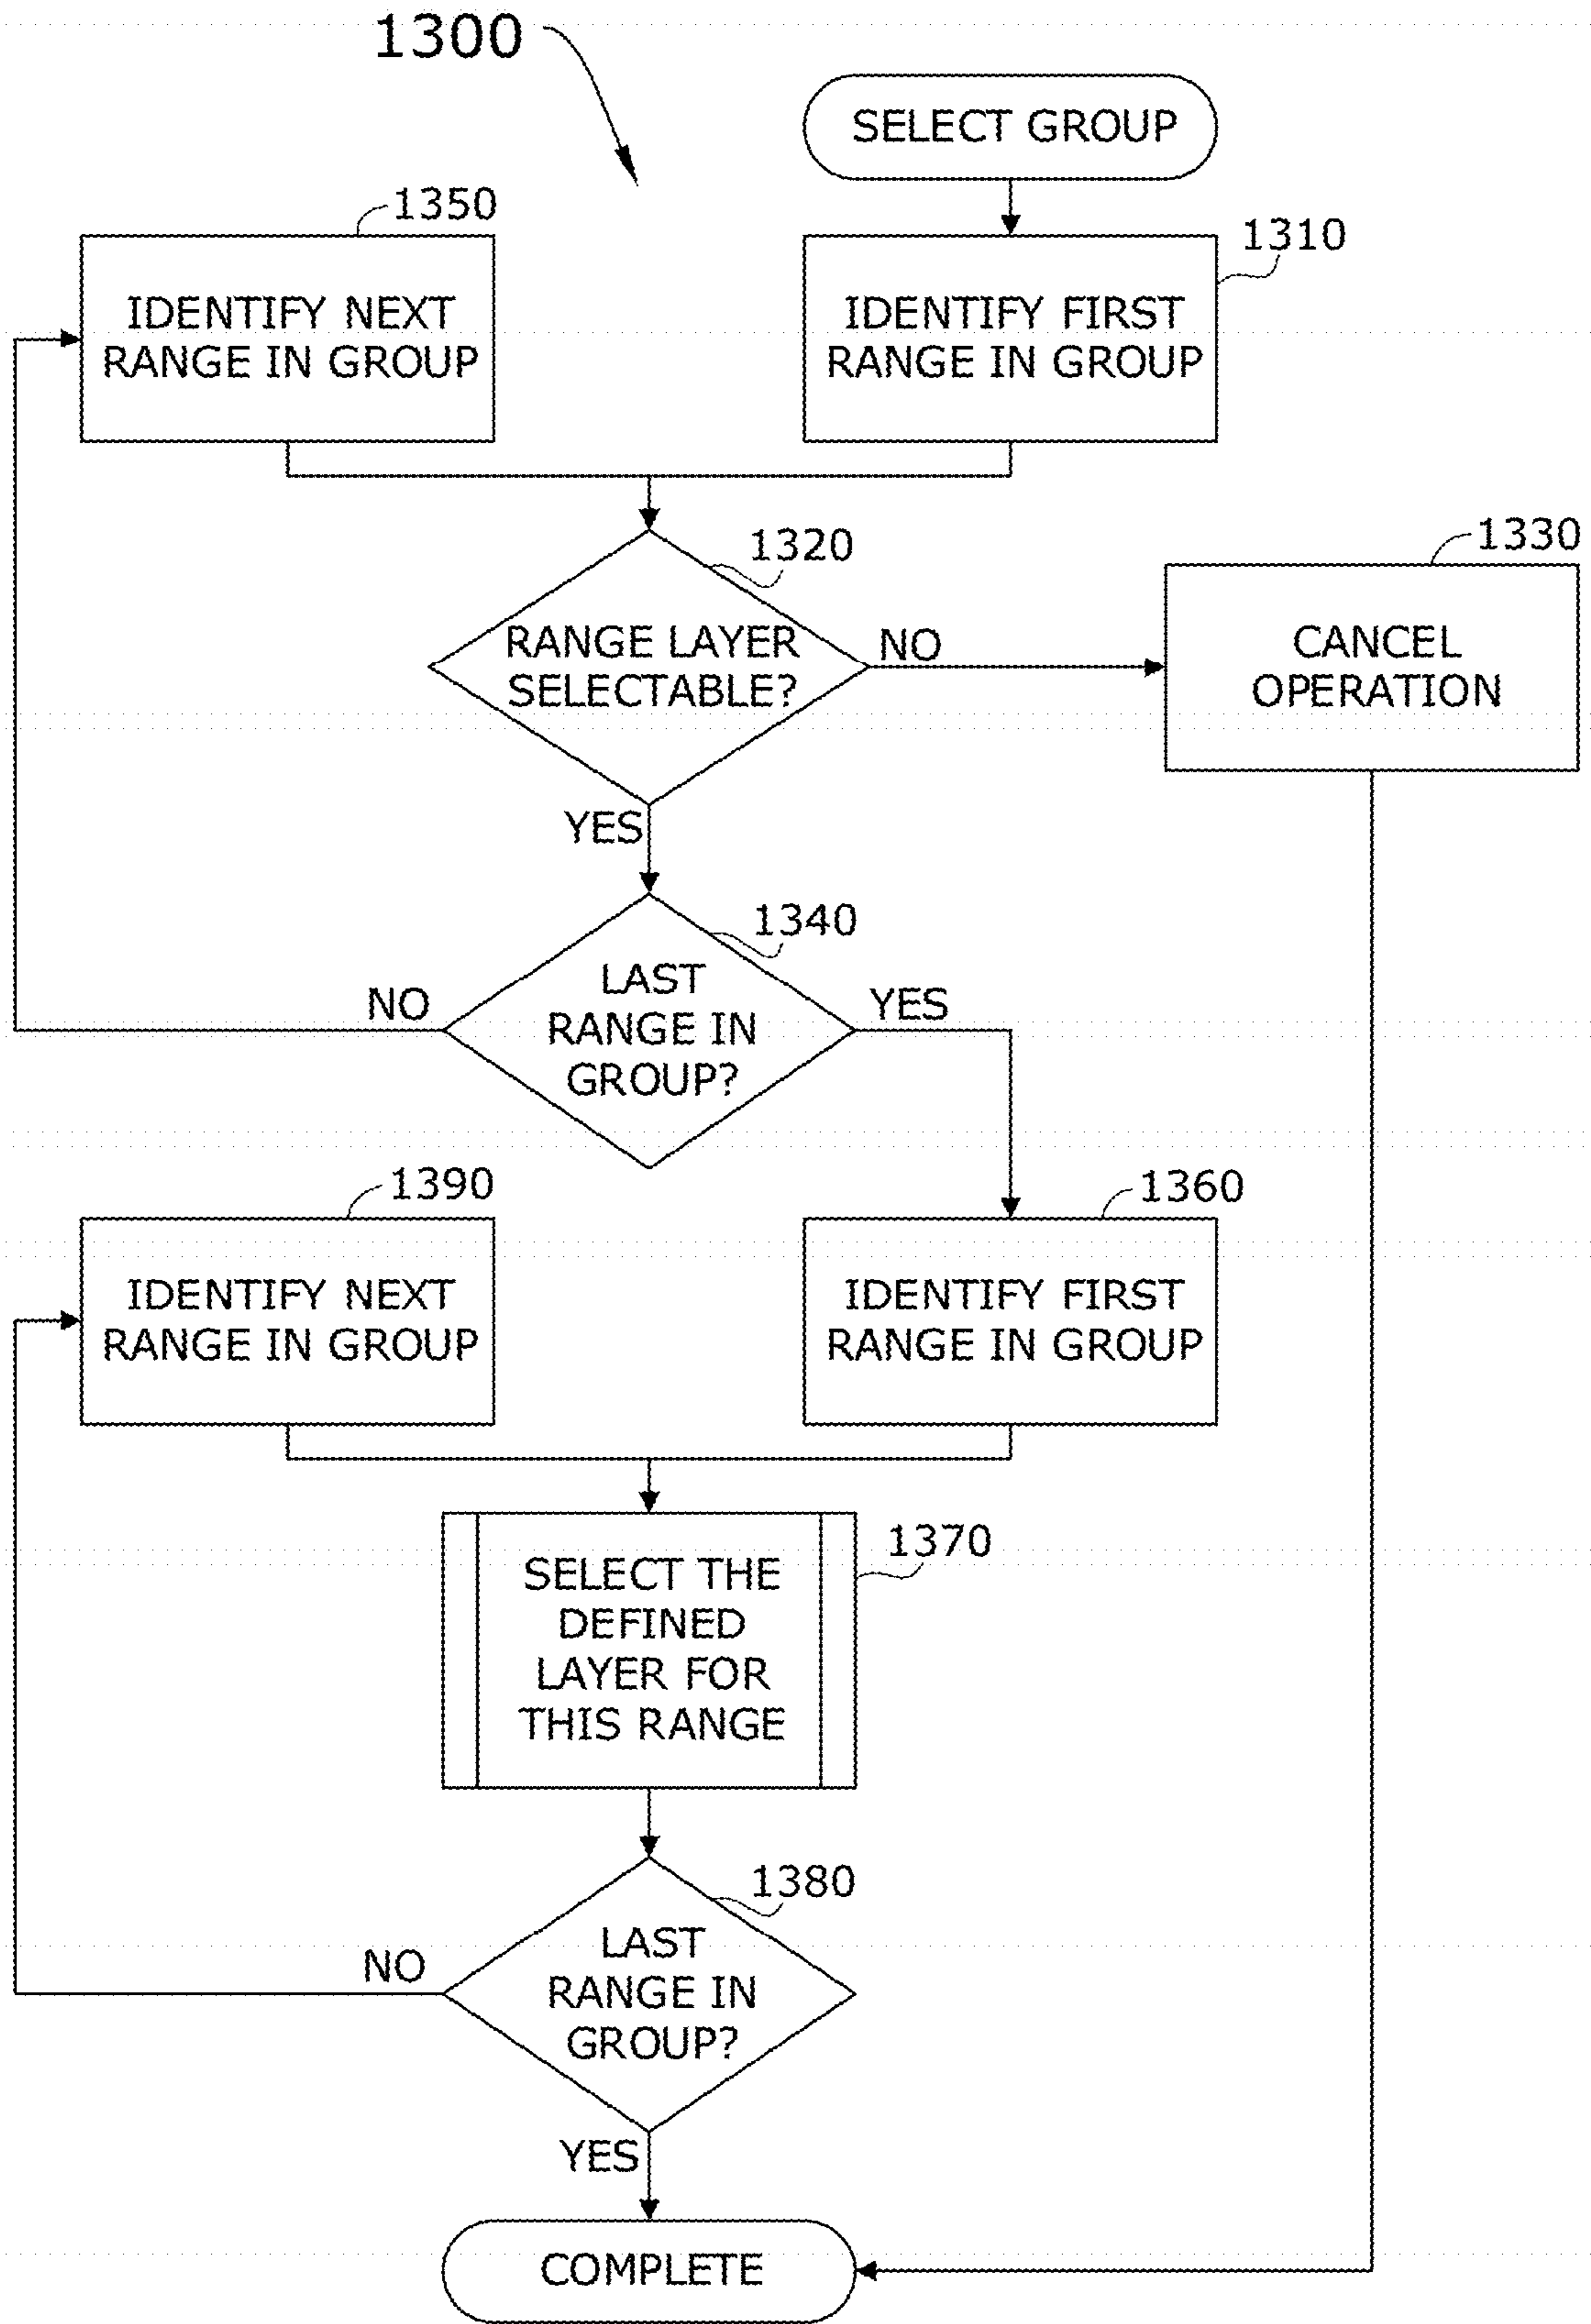 1300
SELECT GROUP
1350
1310
IDENTIFY NEXT
RANGE IN GROUP
IDENTIFY FIRST
RANGE IN GROUP
1320
1330
RANGE LAYER
SELECTABLE?
NO
CANCEL
OPERATION
YES
1340
LAST
RANGE IN
GROUP?
NO
YES
1390
1360
IDENTIFY NEXT
RANGE IN GROUP
IDENTIFY FIRST
RANGE IN GROUP
1370
SELECT THE
DEFINED
LAYER FOR
THIS RANGE
1380
LAST
RANGE IN
GROUP?
NO
YES
COMPLETE